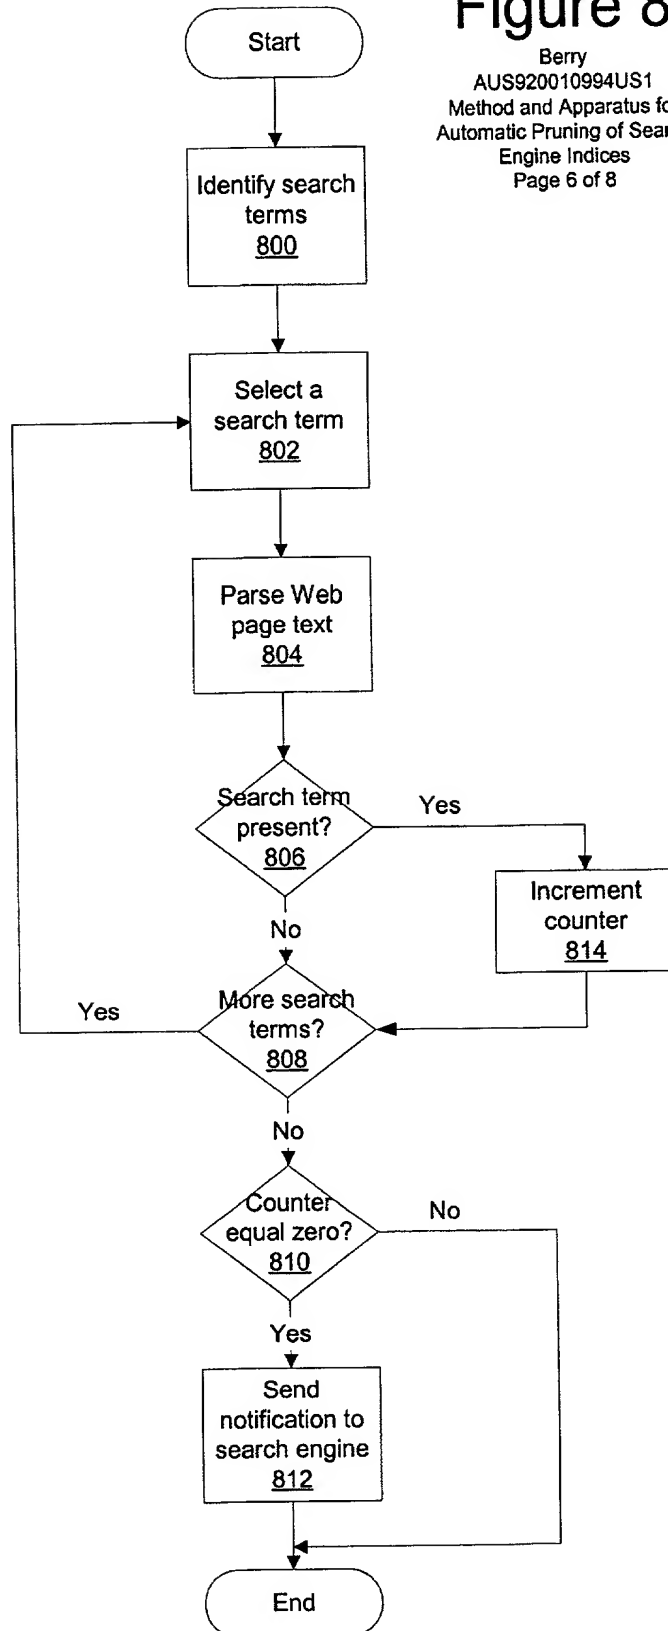 Figure 8
Berry
AUS920010994US1
Method and Apparatus fo
Automatic Pruning of Sear
Engine Indices
Page 6 of 8
Start
Identify search
terms
800
Select a
search term
802
Parse Web
page text
804
Search term
present?
806
Yes
Increment
counter
814
No
More search
terms?
808
Yes
No
Counter
equal zero?
810
No
Yes
Send
notification to
search engine
812
End